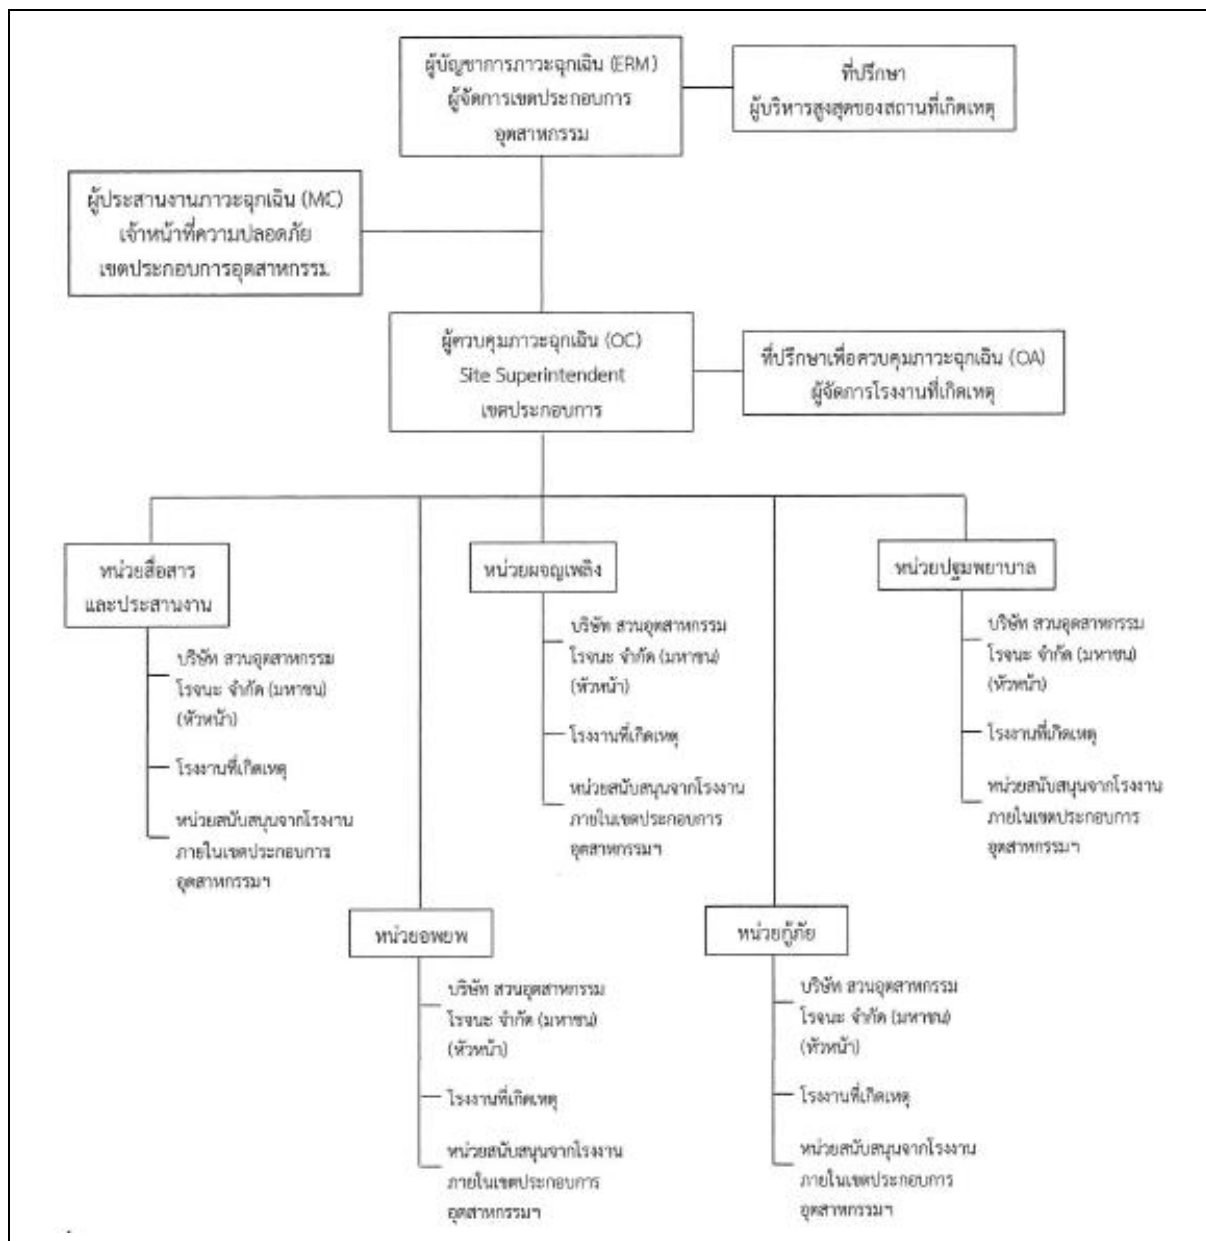 ผู้บัญชาการภาวะฉุกเฉิน (ERM)
ผู้จัดการเขตประกอบการ
อุตสาหกรรม
ที่ปรึกษา
ผู้บริหารสูงสุดของสถานที่เกิดเหตุ
ผู้ประสานงานภาวะฉุกเฉิน (MC)
เจ้าหน้าที่ความปลอดภัย
เขตประกอบการอุตสาหกรรม
ผู้ควบคุมภาวะฉุกเฉิน (OC)
Site Superintendent
เขตประกอบการ
ที่ปรึกษาเพื่อควบคุมภาวะฉุกเฉิน (OA)
ผู้จัดการโรงงานที่เกิดเหตุ
หน่วยสื่อสาร
และประสานงาน
บริษัท สวนอุตสาหกรรม
โรจนะ จำกัด (มหาชน)
(หัวหน้า)
โรงงานที่เกิดเหตุ
หน่วยสนับสนุนจากโรงงาน
ภายในเขตประกอบการ
อุตสาหกรรมฯ
หน่วยผจญเพลิง
บริษัท สวนอุตสาหกรรม
โรจนะ จำกัด (มหาชน)
(หัวหน้า)
โรงงานที่เกิดเหตุ
หน่วยสนับสนุนจากโรงงาน
ภายในเขตประกอบการ
อุตสาหกรรมฯ
หน่วยปฐมพยาบาล
บริษัท สวนอุตสาหกรรม
โรจนะ จำกัด (มหาชน)
(หัวหน้า)
โรงงานที่เกิดเหตุ
หน่วยสนับสนุนจากโรงงาน
ภายในเขตประกอบการ
อุตสาหกรรมฯ
หน่วยอพยพ
บริษัท สวนอุตสาหกรรม
โรจนะ จำกัด (มหาชน)
(หัวหน้า)
โรงงานที่เกิดเหตุ
หน่วยสนับสนุนจากโรงงาน
ภายในเขตประกอบการ
อุตสาหกรรมฯ
หน่วยกู้ภัย
บริษัท สวนอุตสาหกรรม
โรจนะ จำกัด (มหาชน)
(หัวหน้า)
โรงงานที่เกิดเหตุ
หน่วยสนับสนุนจากโรงงาน
ภายในเขตประกอบการ
อุตสาหกรรมฯ